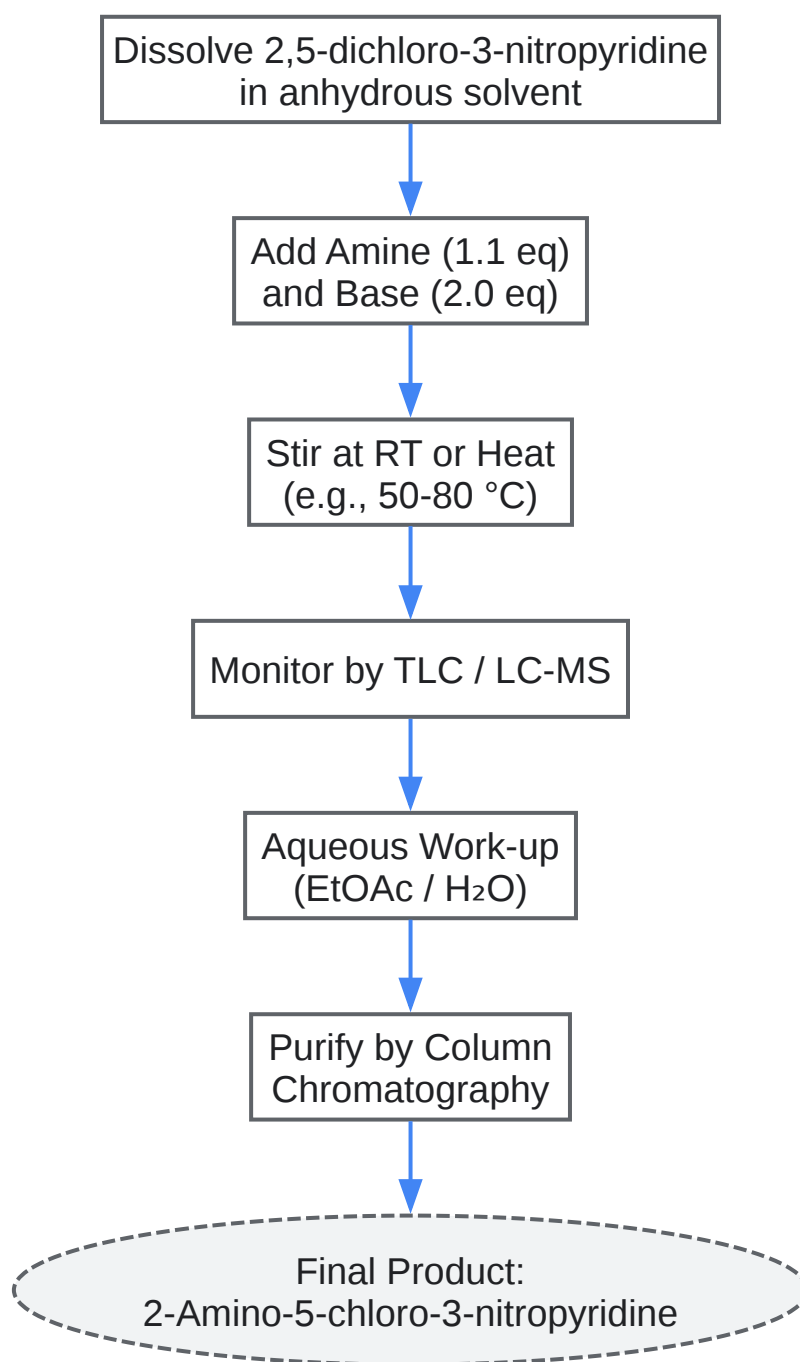 Dissolve 2,5-dichloro-3-nitropyridine
in anhydrous solvent
Add Amine (1.1 eq)
and Base (2.0 eq)
Stir at RT or Heat
(e.g., 50-80 °C)
Monitor by TLC / LC-MS
Aqueous Work-up
(EtOAc / H₂O)
Purify by Column
Chromatography
Final Product:
2-Amino-5-chloro-3-nitropyridine